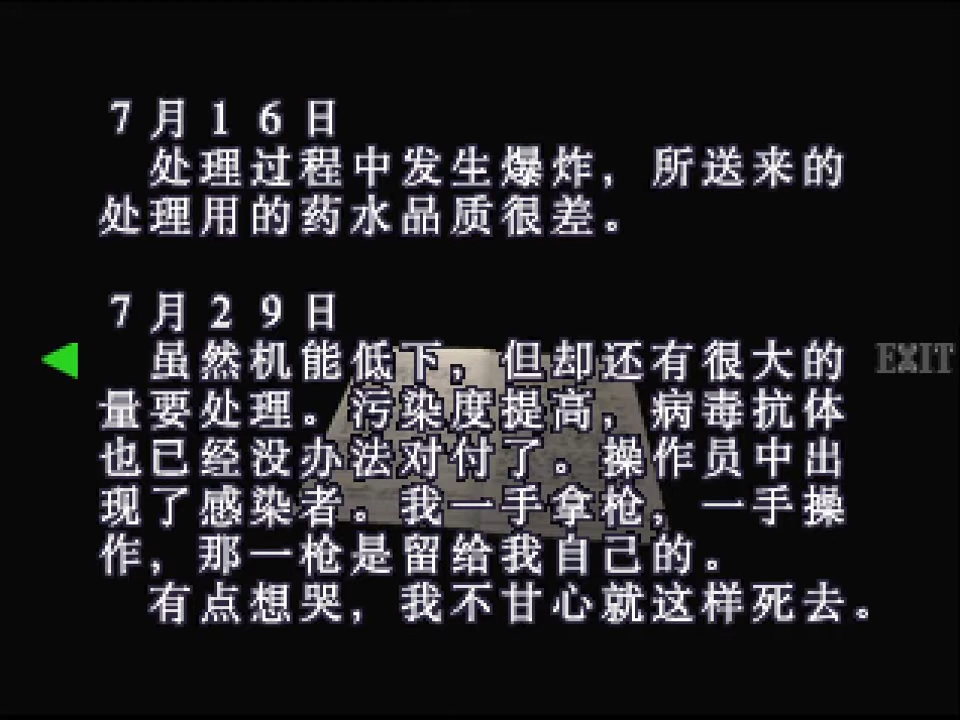 7月16日
处理过程中发生爆炸，所送来的
处理用的药水品质很差。
7月29日
虽然机能低下，但却还有很大的
量要处理。污染度提高，病毒抗体
也已经没办法对付了。操作员中出
现了感染者。我一手拿枪，一手操
作，那一枪是留给我自己的。
有点想哭，我不甘心就这样死去。
EXIT